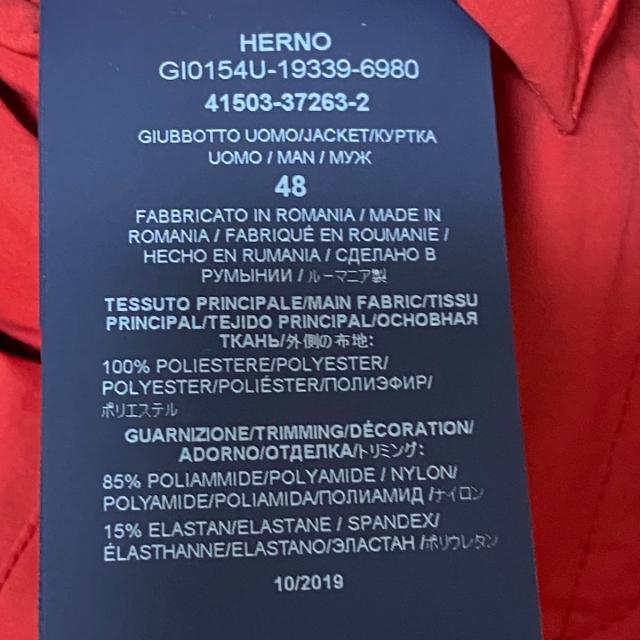 HERNO
GI0154U-19339-6980
41503-37263-2
GIUBBOTTO UOMO/JACKET/КУРТКА
UOMO / MAN / МУЖ
48
FABBRICATO IN ROMANIA / MADE IN
ROMANIA / FABRIQUÉ EN ROUMANIE /
HECHO EN RUMANIA / СДЕЛАНО В
РУМЫНИИ / ルーマニア製
TESSUTO PRINCIPALE/MAIN FABRIC/TISSU
PRINCIPAL/TEJIDO PRINCIPAL/ОСНОВНАЯ
ТКАНЬ/外側の布地:
100% POLIESTERE/POLYESTER/
POLYESTER/POLIÉSTER/ПОЛИЭФИР/
ポリエステル
GUARNIZIONE/TRIMMING/DÉCORATION/
ADORNO/ОТДЕЛКА/トリミング:
85% POLIAMMIDE/POLYAMIDE / NYLON/
POLYAMIDE/POLIAMIDA/ПОЛИАМИД /ナイロン
15% ELASTAN/ELASTANE / SPANDEX/
ÉLASTHANNE/ELASTANO/ЭЛАСТАН /ポリウレタン
10/2019